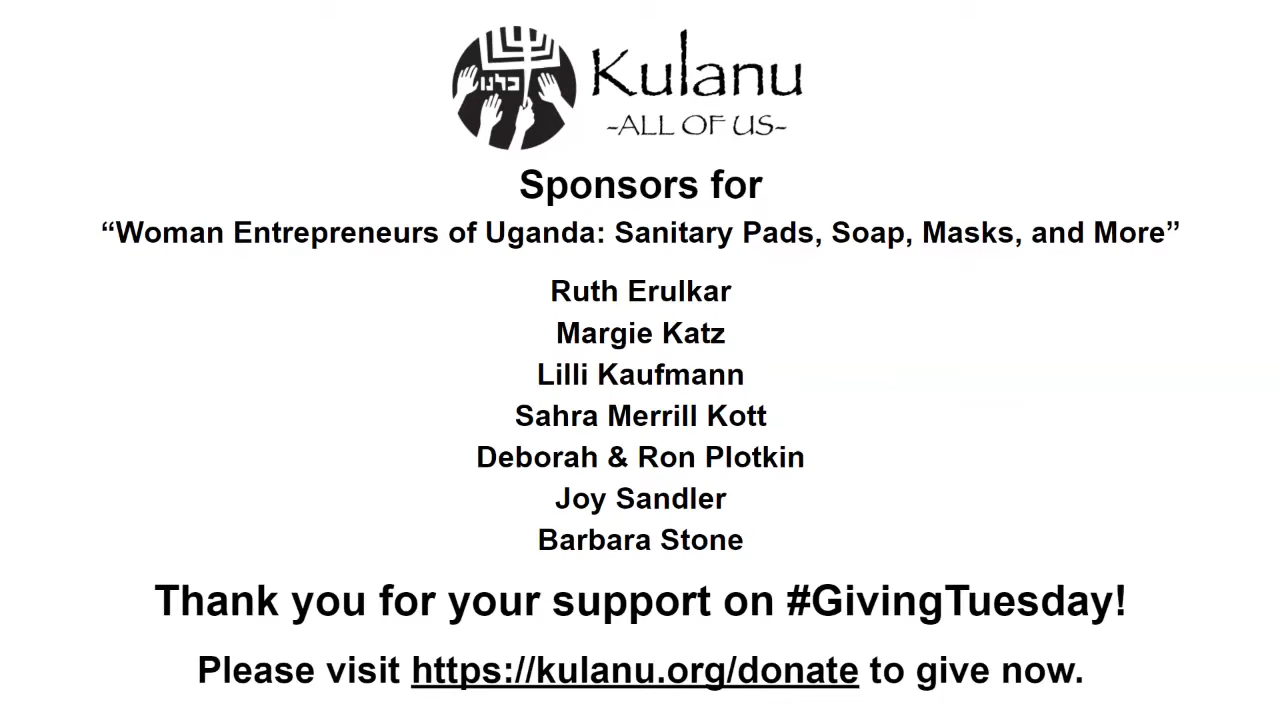 כלנו
Kulanu
-ALL OF US-
Sponsors for
“Woman Entrepreneurs of Uganda: Sanitary Pads, Soap, Masks, and More”
Ruth Erulkar
Margie Katz
Lilli Kaufmann
Sahra Merrill Kott
Deborah & Ron Plotkin
Joy Sandler
Barbara Stone
Thank you for your support on #GivingTuesday!
Please visit https://kulanu.org/donate to give now.